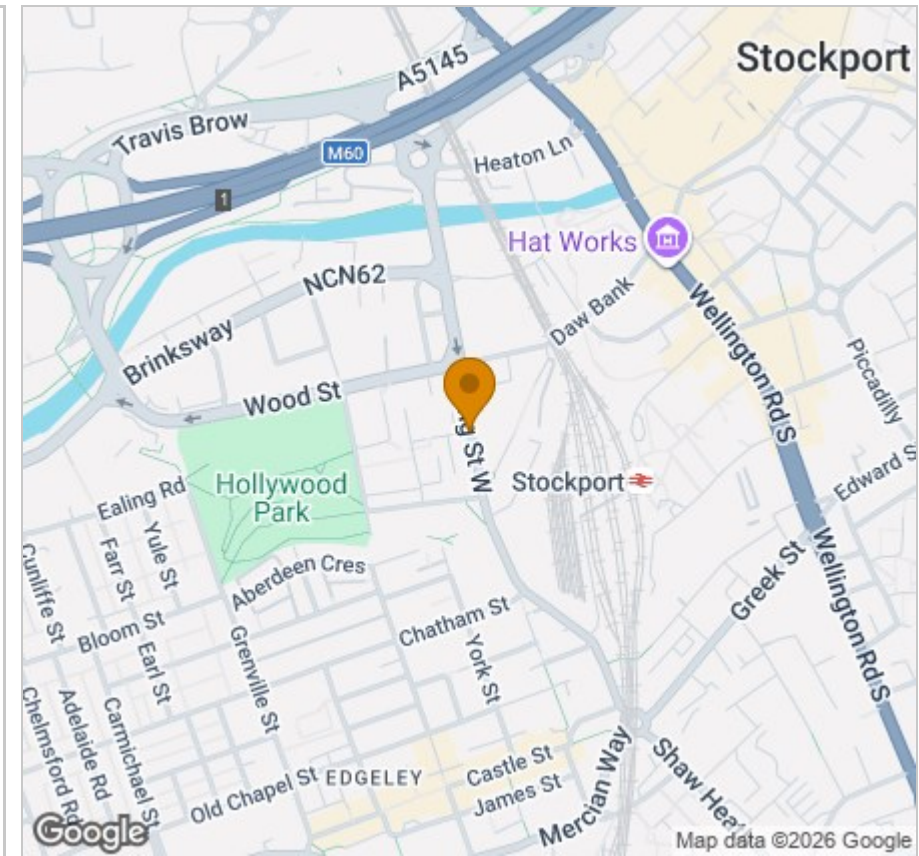 Stockport
A5145
Travis Brow
M60
Heaton Ln
1
Hat Works
NCN62
Daw Bank
Brinksway
Wellington Rd S
Piccadilly
Wood St
St W
Stockport
Hollywood
Park
Edward S
Ealing Rd
Yule St
Farr St
Cunliffe St
Aberdeen Cres
Greek St
Wellington Rd S
Bloom St
Chatham St
Earl St
Grenville St
York St
Adelaide Rd
Chelmsford Rd
Carmichael St
Mercian Way
Shaw Hea
Castle St
EDGELEY
Old Chapel St
James St
Google
Map data ©2026 Google